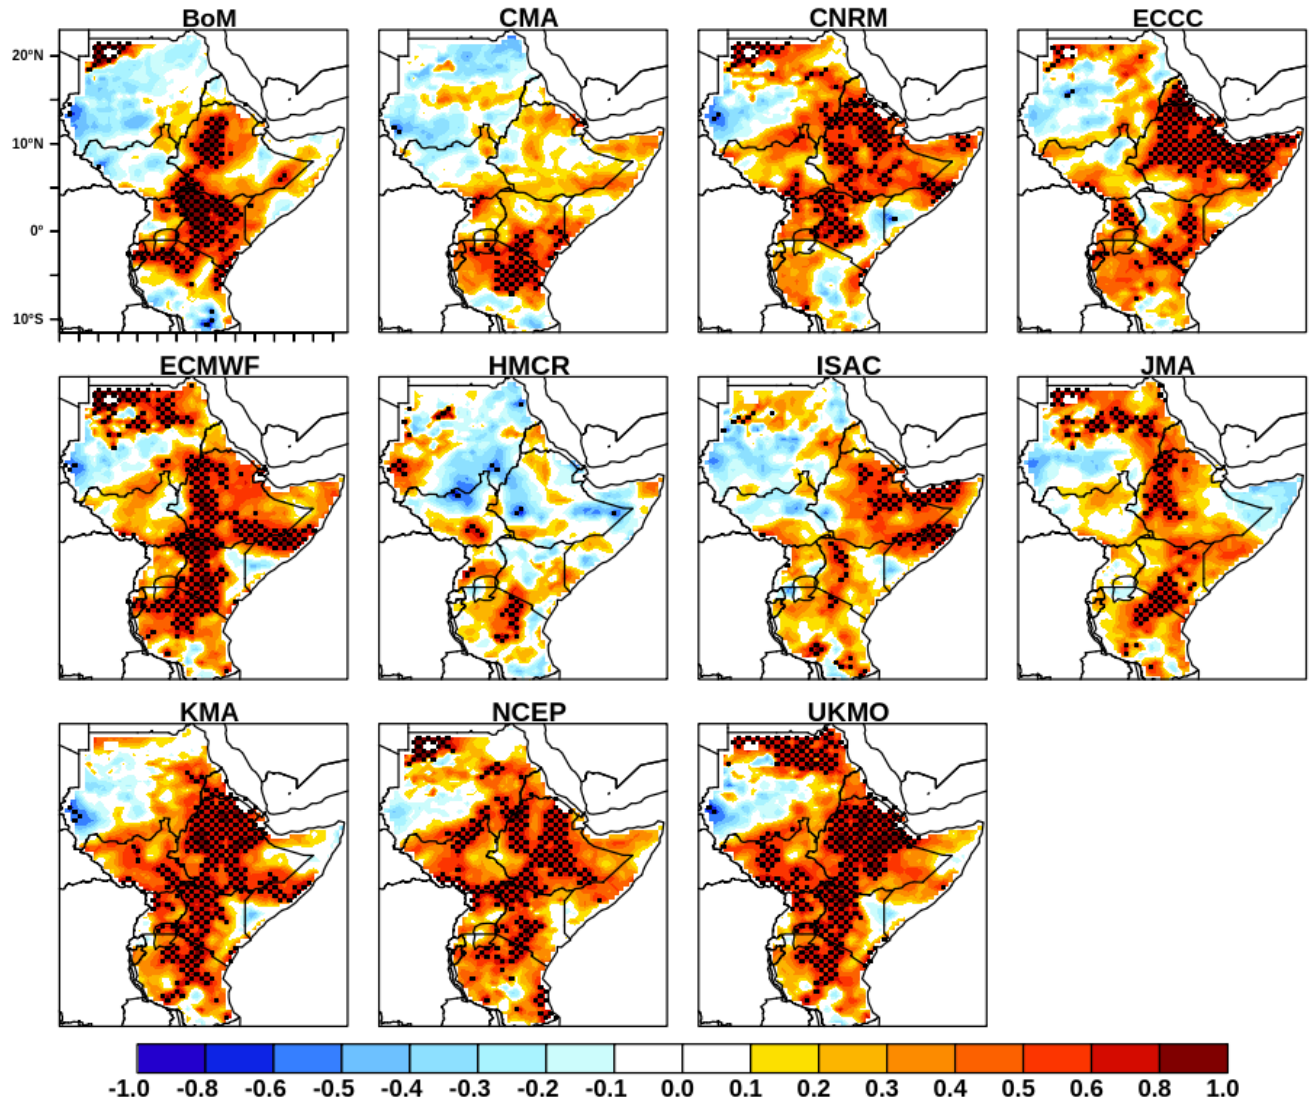 BoM CMA CNRM ECCC
20°N
10°N
0°
10°S
ECMWF HMCR ISAC JMA
KMA NCEP UKMO
-1.0 -0.8 -0.6 -0.5 -0.4 -0.3 -0.2 -0.1 0.0 0.1 0.2 0.3 0.4 0.5 0.6 0.8 1.0